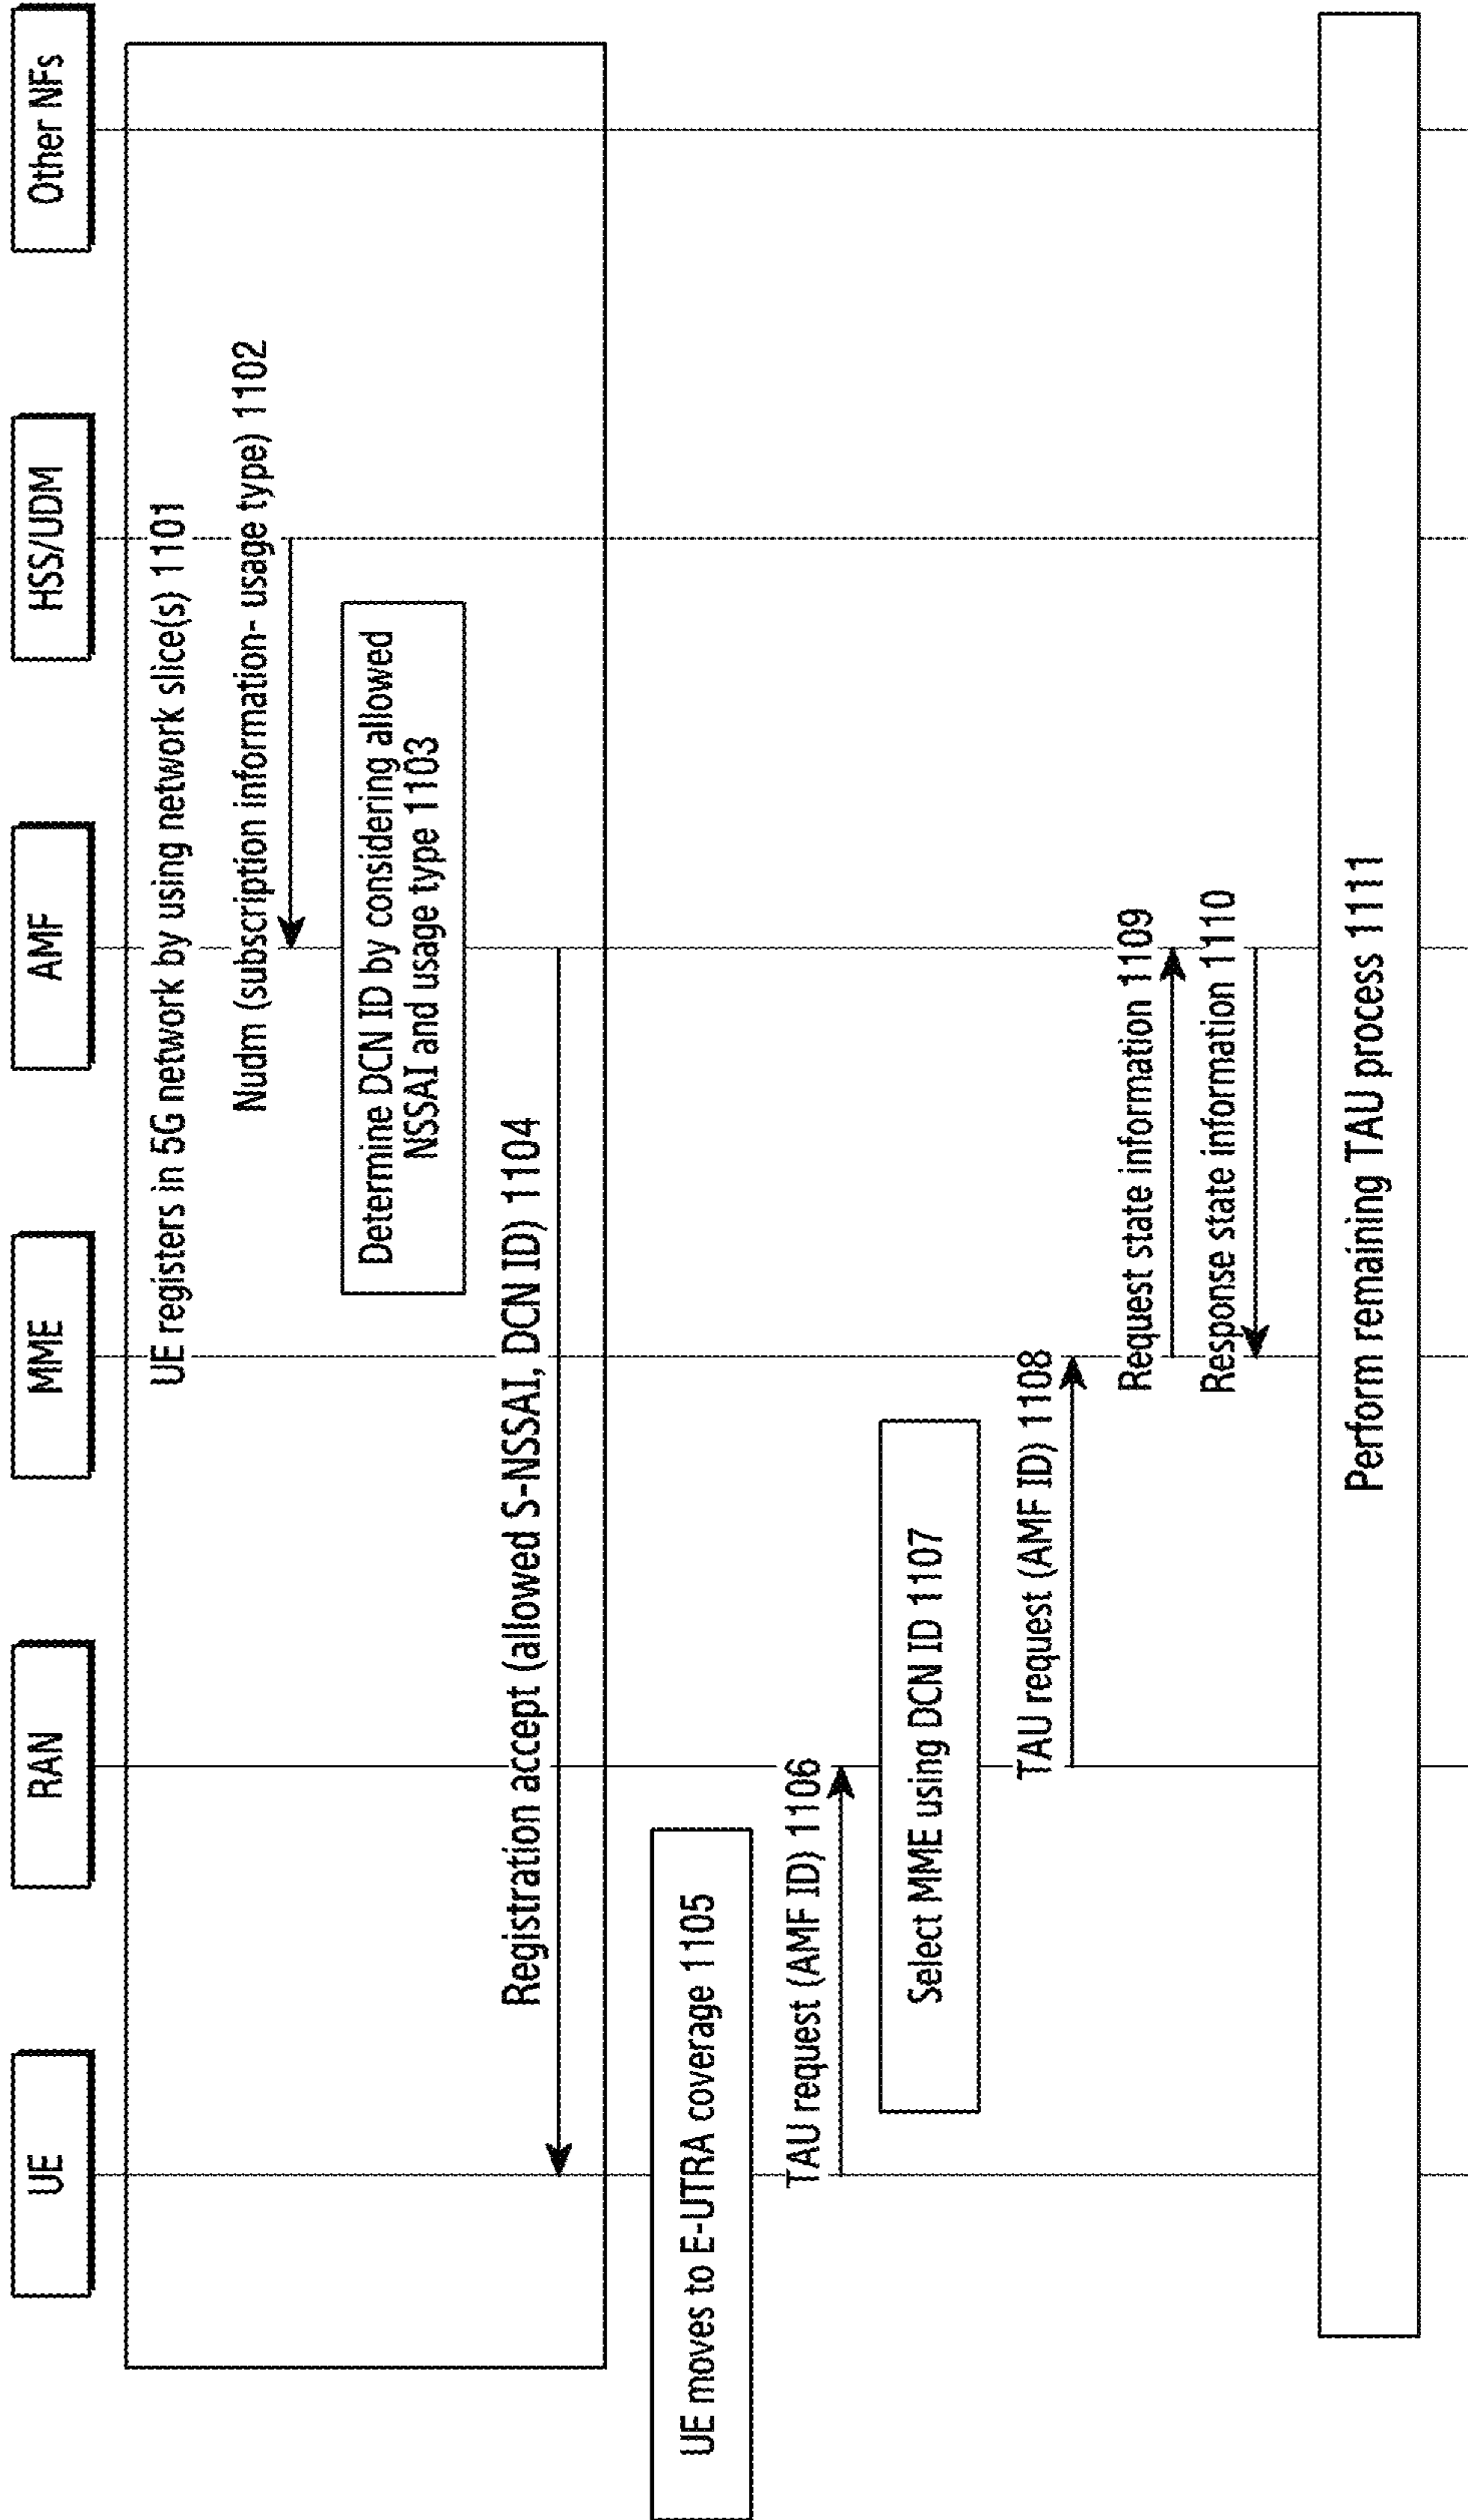 UE
RAN
MME
AMF
HSS/UDM
Other NFs
UE registers in 5G network by using network slice(s) 1101
Nudm (subscription information- usage type) 1102
Determine DCN ID by considering allowed
NSSAI and usage type 1103
Registration accept (allowed S-NSSAI, DCN ID) 1104
UE moves to E-UTRA coverage 1105
TAU request (AMF ID) 1106
Select MME using DCN ID 1107
TAU request (AMF ID) 1108
Request state information 1109
Response state information 1110
Perform remaining TAU process 1111